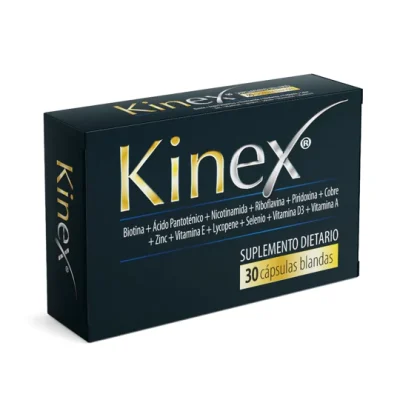 Kinex®
Biotina + Ácido Pantoténico + Nicotinamida + Riboflavina + Piridoxina + Cobre
+ Zinc + Vitamina E + Lycopene + Selenio + Vitamina D3 + Vitamina A
SUPLEMENTO DIETARIO
30 cápsulas blandas
Kinex